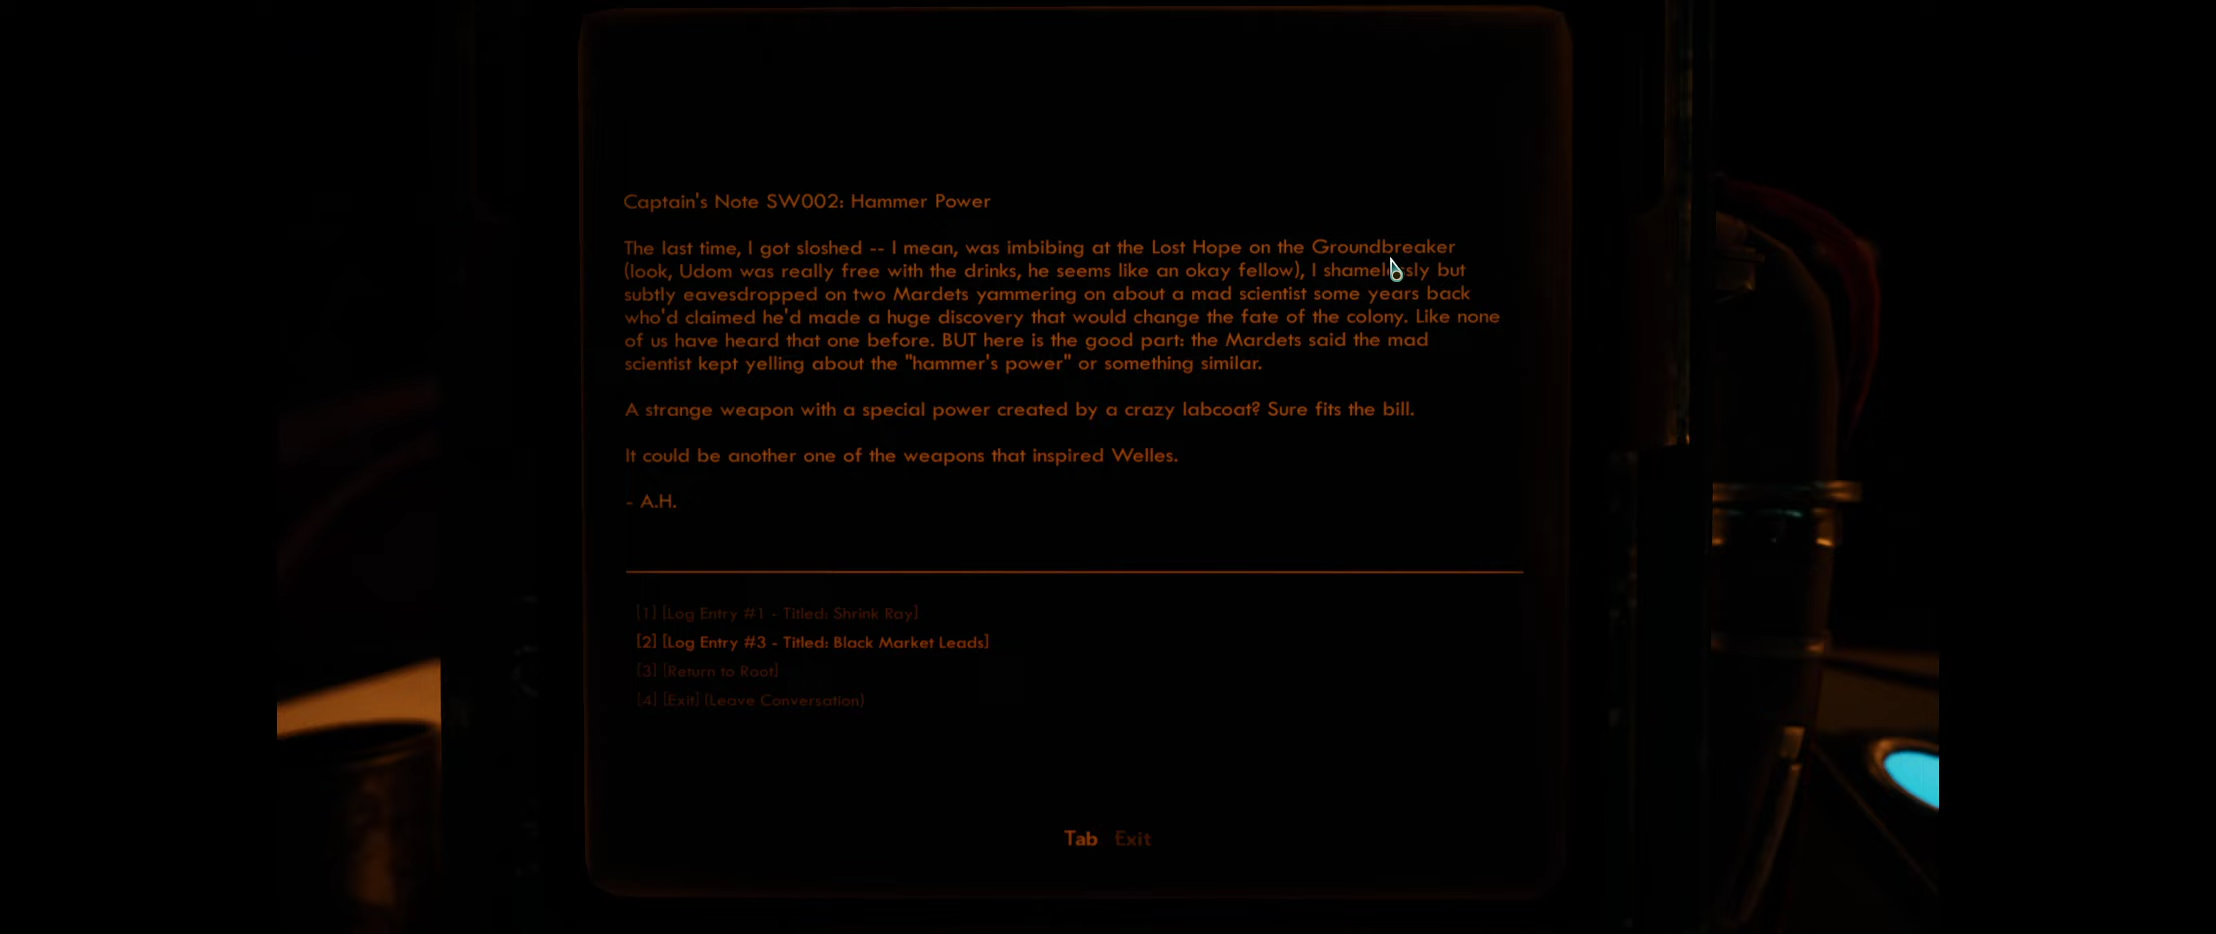 Captain's Note SW002: Hammer Power
The last time, I got sloshed -- I mean, was imbibing at the Lost Hope on the Groundbreaker
(look, Udom was really free with the drinks, he seems like an okay fellow), I shamelessly but
subtly eavesdropped on two Mardets yammering on about a mad scientist some years back
who'd claimed he'd made a huge discovery that would change the fate of the colony. Like none
of us have heard that one before. BUT here is the good part: the Mardets said the mad
scientist kept yelling about the "hammer's power" or something similar.
A strange weapon with a special power created by a crazy labcoat? Sure fits the bill.
It could be another one of the weapons that inspired Welles.
- A.H.
[1] [Log Entry #1 - Titled: Shrink Ray]
[2] [Log Entry #3 - Titled: Black Market Leads]
[3] [Return to Root]
[4] [Exit] (Leave Conversation)
Tab Exit